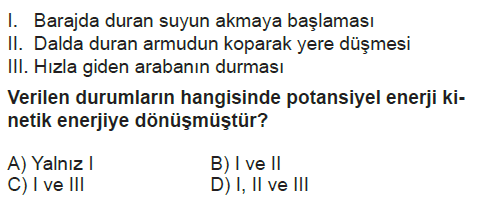 I. Barajda duran suyun akmaya başlaması
II. Dalda duran armudun koparak yere düşmesi
III. Hızla giden arabanın durması
Verilen durumların hangisinde potansiyel enerji ki-
netik enerjiye dönüşmüştür?
A) Yalnız I B) I ve II
C) I ve III D) I, II ve III